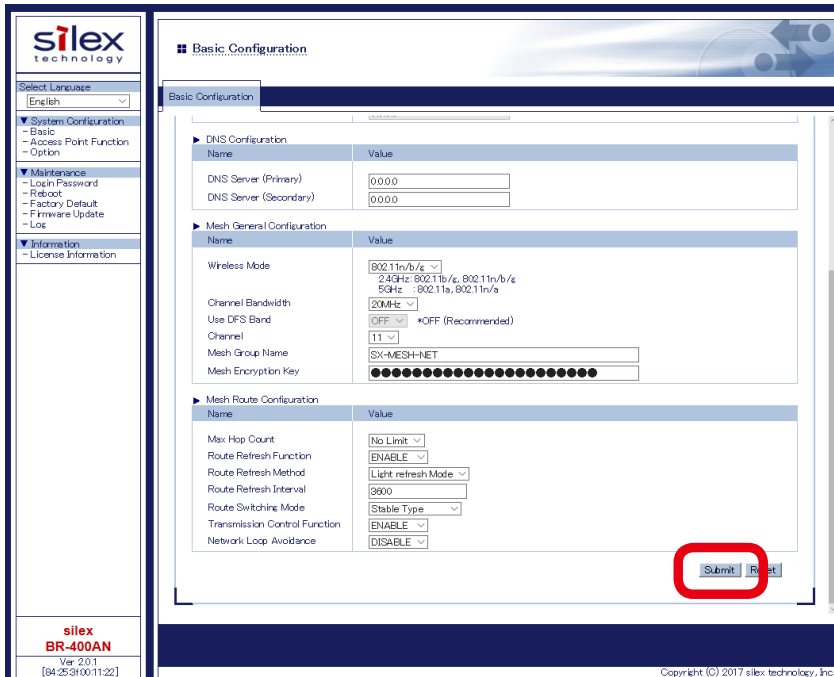 silex
technology
Select Language
English
▼ System Configuration
- Basic
- Access Point Function
- Option
▼ Maintenance
- Login Password
- Reboot
- Factory Default
- Firmware Update
- Log
▼ Information
- License Information
silex
BR-400AN
Ver 2.0.1
[84:25:3f:00:11:22]
Basic Configuration
Basic Configuration
▶ DNS Configuration
Name Value
DNS Server (Primary) 0.0.0.0
DNS Server (Secondary) 0.0.0.0
▶ Mesh General Configuration
Name Value
Wireless Mode 802.11n/b/g
2.4GHz: 802.11b/g, 802.11n/b/g
5GHz : 802.11a, 802.11n/a
Channel Bandwidth 20MHz
Use DFS Band OFF *OFF (Recommended)
Channel 11
Mesh Group Name SX-MESH-NET
Mesh Encryption Key ●●●●●●●●●●●●●●●●●●●●●●
▶ Mesh Route Configuration
Name Value
Max Hop Count No Limit
Route Refresh Function ENABLE
Route Refresh Method Light refresh Mode
Route Refresh Interval 3600
Route Switching Mode Stable Type
Transmission Control Function ENABLE
Network Loop Avoidance DISABLE
Submit Reset
Copyright (C) 2017 silex technology, Inc.